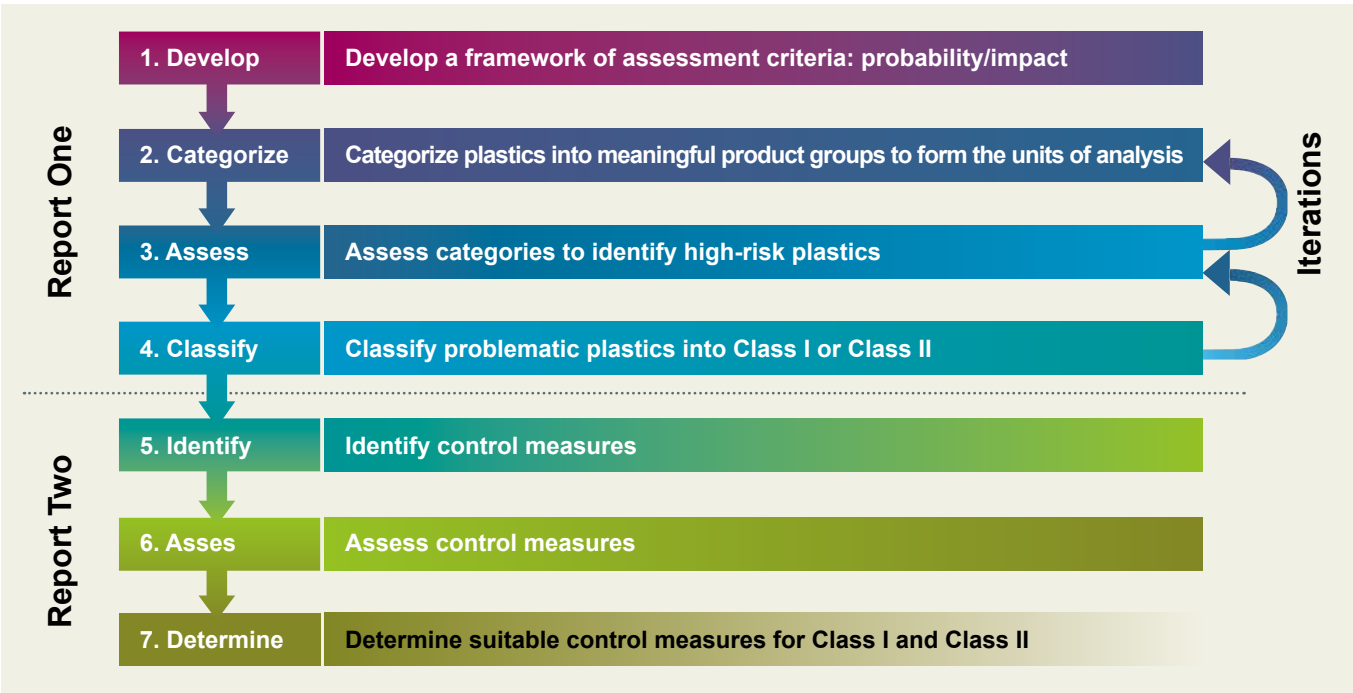 Report One
1. Develop
Develop a framework of assessment criteria: probability/impact
2. Categorize
Categorize plastics into meaningful product groups to form the units of analysis
3. Assess
Assess categories to identify high-risk plastics
4. Classify
Classify problematic plastics into Class I or Class II
Iterations
Report Two
5. Identify
Identify control measures
6. Asses
Assess control measures
7. Determine
Determine suitable control measures for Class I and Class II